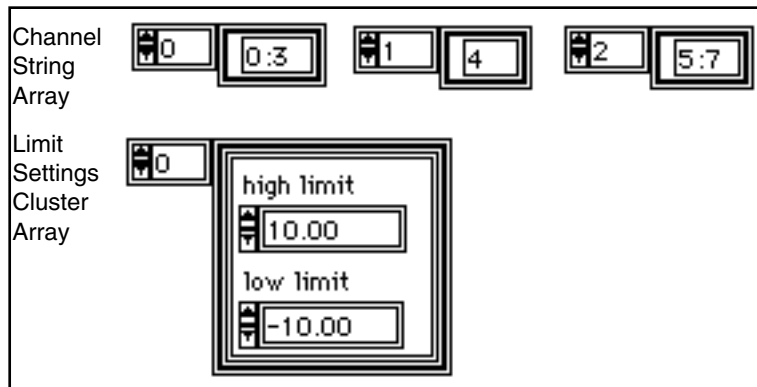 Channel
String
Array
0 0:3 1 4 2 5:7
Limit
Settings
Cluster
Array
0
high limit
10.00
low limit
-10.00